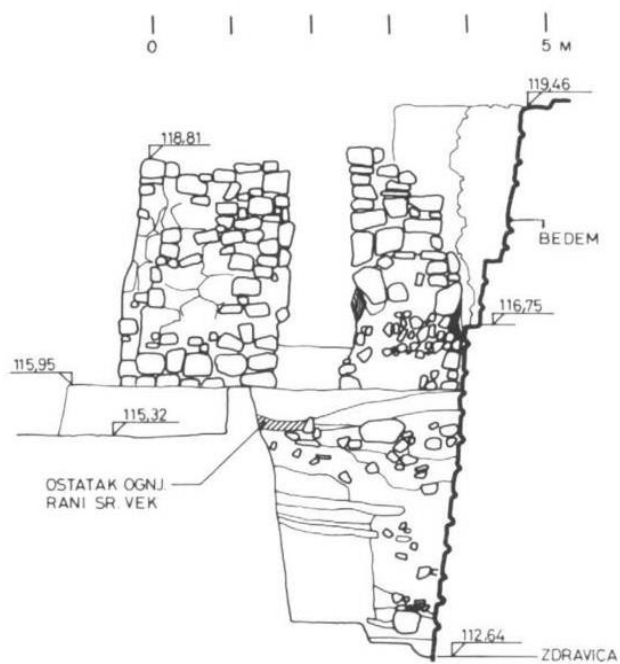 0 5 M
119,46
118,81
BEDEM
116,75
115,95
115,32
OSTATAK OGNJ.
RANI SR. VEK
112,64
ZDRAVICA